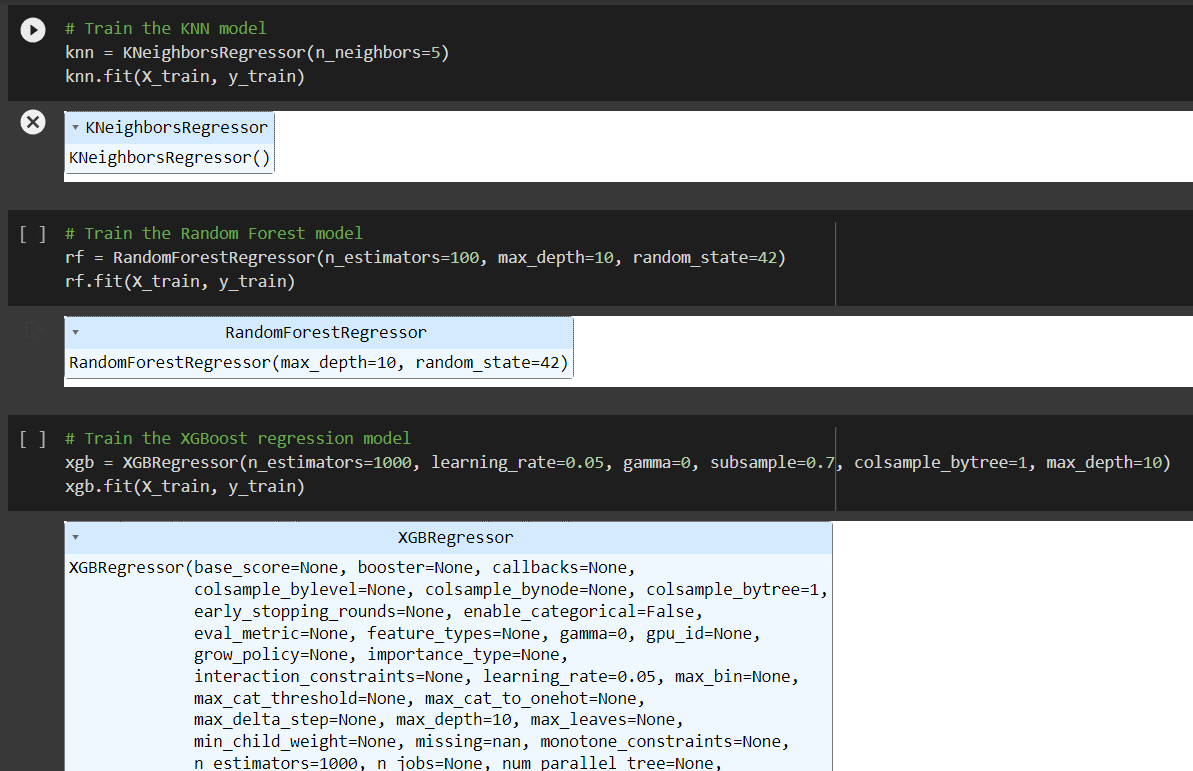 # Train the KNN model
knn = KNeighborsRegressor(n_neighbors=5)
knn.fit(X_train, y_train)
KNeighborsRegressor
KNeighborsRegressor()
[ ] # Train the Random Forest model
rf = RandomForestRegressor(n_estimators=100, max_depth=10, random_state=42)
rf.fit(X_train, y_train)
RandomForestRegressor
RandomForestRegressor(max_depth=10, random_state=42)
[ ] # Train the XGBoost regression model
xgb = XGBRegressor(n_estimators=1000, learning_rate=0.05, gamma=0, subsample=0.7, colsample_bytree=1, max_depth=10)
xgb.fit(X_train, y_train)
XGBRegressor
XGBRegressor(base_score=None, booster=None, callbacks=None,
colsample_bylevel=None, colsample_bynode=None, colsample_bytree=1,
early_stopping_rounds=None, enable_categorical=False,
eval_metric=None, feature_types=None, gamma=0, gpu_id=None,
grow_policy=None, importance_type=None,
interaction_constraints=None, learning_rate=0.05, max_bin=None,
max_cat_threshold=None, max_cat_to_onehot=None,
max_delta_step=None, max_depth=10, max_leaves=None,
min_child_weight=None, missing=nan, monotone_constraints=None,
n_estimators=1000, n_jobs=None, num_parallel_tree=None,